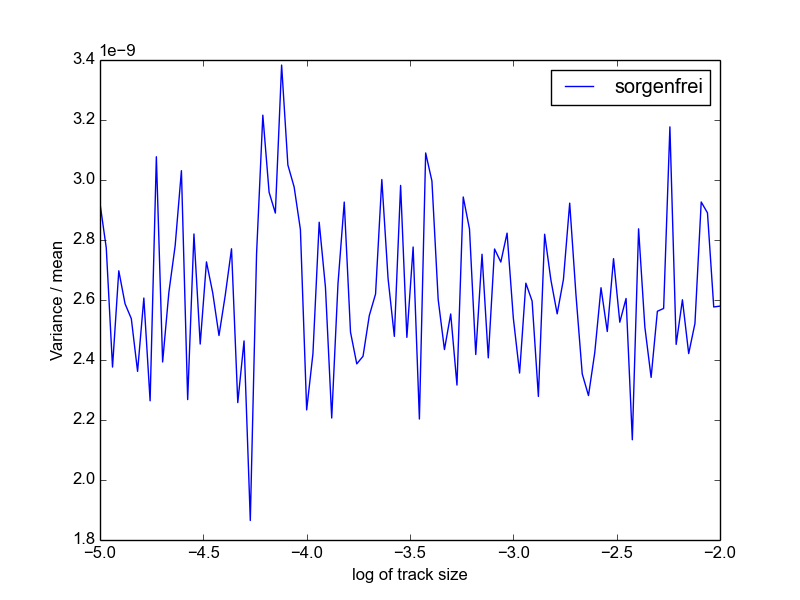 1e−9
sorgenfrei
3.4
3.2
3.0
2.8
2.6
2.4
2.2
2.0
1.8
Variance / mean
−5.0 −4.5 −4.0 −3.5 −3.0 −2.5 −2.0
log of track size